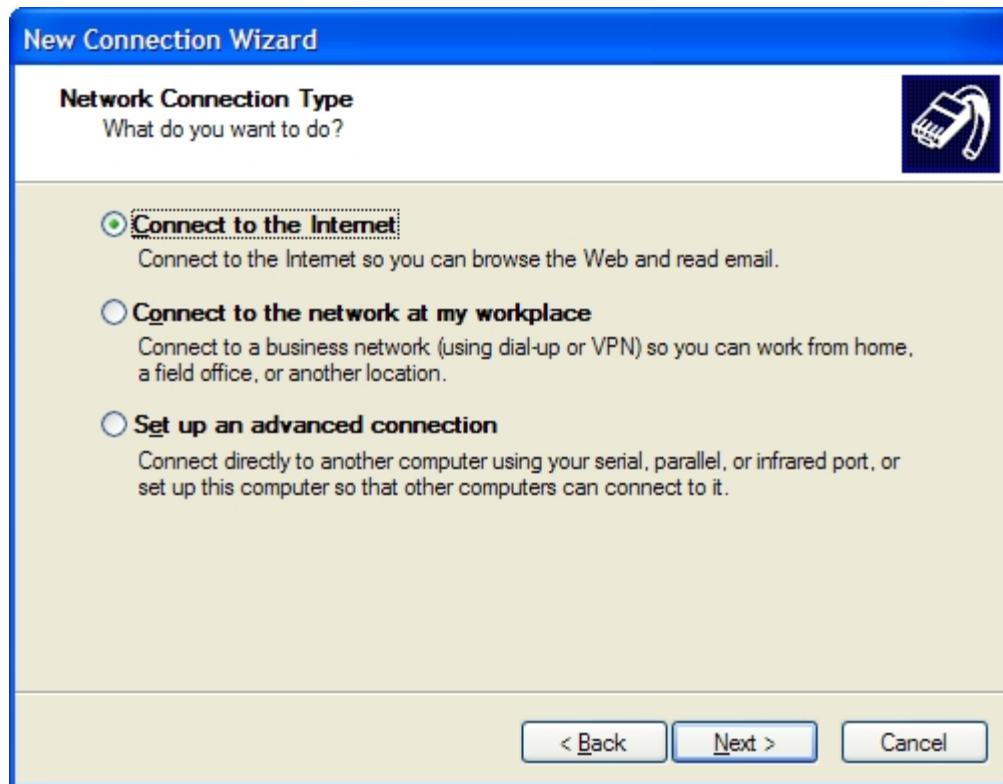 New Connection Wizard
Network Connection Type
What do you want to do?
Connect to the Internet
Connect to the Internet so you can browse the Web and read email.
Connect to the network at my workplace
Connect to a business network (using dial-up or VPN) so you can work from home,
a field office, or another location.
Set up an advanced connection
Connect directly to another computer using your serial, parallel, or infrared port, or
set up this computer so that other computers can connect to it.
< Back Next > Cancel